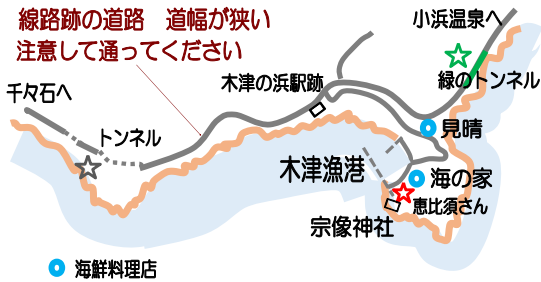 線路跡の道路　道幅が狭い
注意して通ってください
小浜温泉へ
緑のトンネル
木津の浜駅跡
千々石へ
トンネル
見晴
木津漁港
海の家
恵比須さん
宗像神社
海鮮料理店